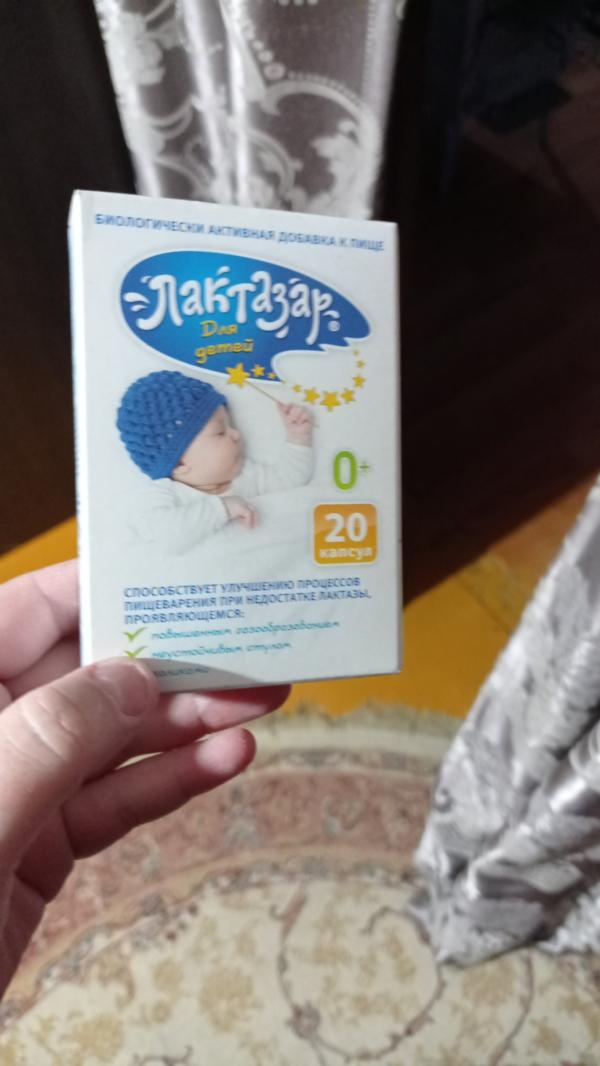 БИОЛОГИЧЕСКИ АКТИВНАЯ ДОБАВКА К ПИЩЕ
Лактазар®
Для
детей
0+
20
капсул
СПОСОБСТВУЕТ УЛУЧШЕНИЮ ПРОЦЕССОВ
ПИЩЕВАРЕНИЯ ПРИ НЕДОСТАТКЕ ЛАКТАЗЫ,
ПРОЯВЛЯЮЩЕМСЯ:
повышенным газообразованием
неустойчивым стулом
коликами